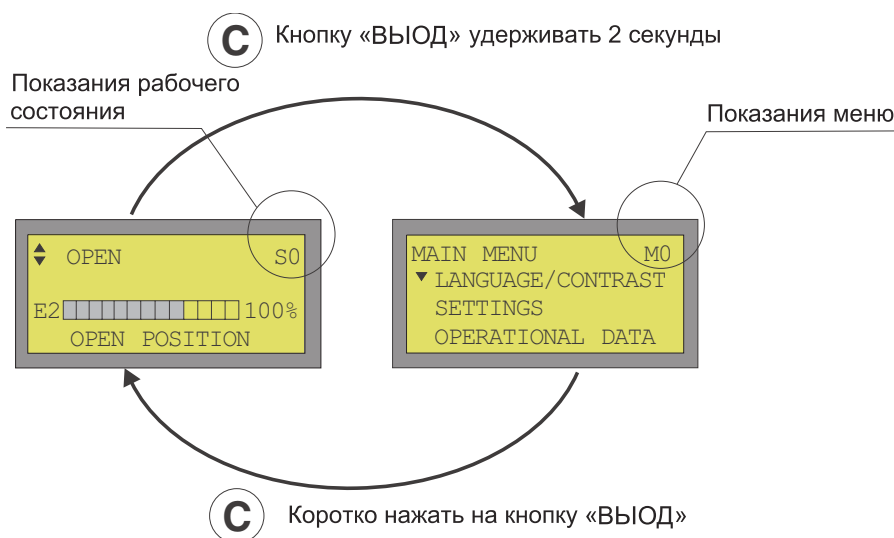 C Кнопку «ВЫОД» удерживать 2 секунды
Показания рабочего
состояния
Показания меню
OPEN S0
E2 100%
OPEN POSITION
MAIN MENU M0
LANGUAGE/CONTRAST
SETTINGS
OPERATIONAL DATA
C Коротко нажать на кнопку «ВЫОД»